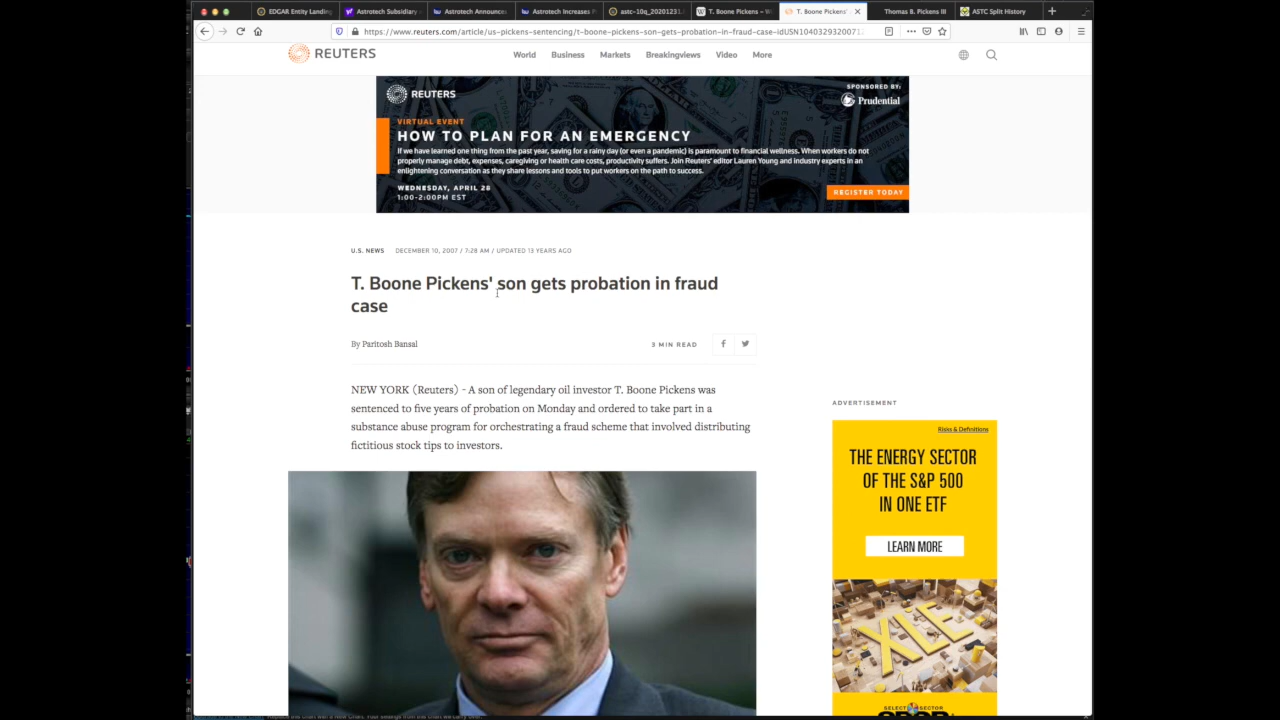 EDGAR Entity Landing
Astrotech Subsidiary
Astrotech Announces
Astrotech Increases P
astc-10q_20201231.
T. Boone Pickens – W
T. Boone Pickens'
Thomas B. Pickens III
ASTC Split History
https://www.reuters.com/article/us-pickens-sentencing/t-boone-pickens-son-gets-probation-in-fraud-case-idUSN1040329320071
REUTERS
World Business Markets Breakingviews Video More
REUTERS
SPONSORED BY:
Prudential
VIRTUAL EVENT
HOW TO PLAN FOR AN EMERGENCY
If we have learned one thing from the past year, saving for a rainy day (or even a pandemic) is paramount to financial wellness. When workers do not
properly manage debt, expenses, caregiving or health care costs, productivity suffers. Join Reuters' editor Lauren Young and industry experts in an
enlightening conversation as they share lessons and tools to put workers on the path to success.
WEDNESDAY, APRIL 28
1:00-2:00PM EST
REGISTER TODAY
U.S. NEWS DECEMBER 10, 2007 / 7:28 AM / UPDATED 13 YEARS AGO
T. Boone Pickens' son gets probation in fraud
case
By Paritosh Bansal
3 MIN READ
NEW YORK (Reuters) - A son of legendary oil investor T. Boone Pickens was
sentenced to five years of probation on Monday and ordered to take part in a
substance abuse program for orchestrating a fraud scheme that involved distributing
fictitious stock tips to investors.
ADVERTISEMENT
Risks & Definitions
THE ENERGY SECTOR
OF THE S&P 500
IN ONE ETF
LEARN MORE
XLE
SELECT SECTOR
SPDR